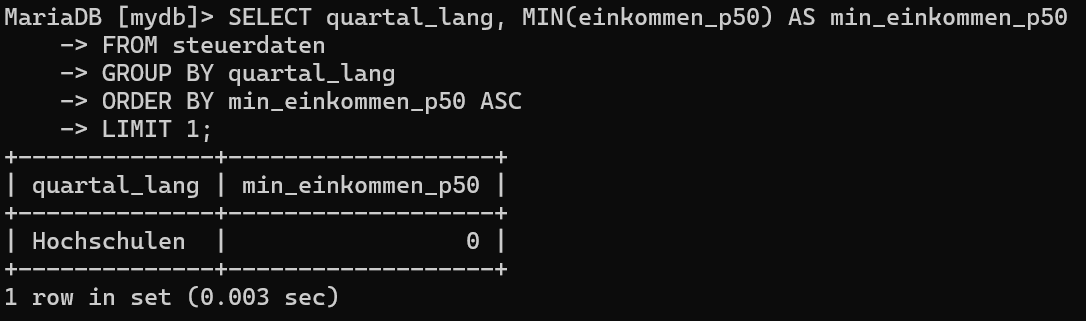 MariaDB [mydb]> SELECT quartal_lang, MIN(einkommen_p50) AS min_einkommen_p50
    -> FROM steuerdaten
    -> GROUP BY quartal_lang
    -> ORDER BY min_einkommen_p50 ASC
    -> LIMIT 1;
+--------------+-------------------+
| quartal_lang | min_einkommen_p50 |
+--------------+-------------------+
| Hochschulen  |                 0 |
+--------------+-------------------+
1 row in set (0.003 sec)